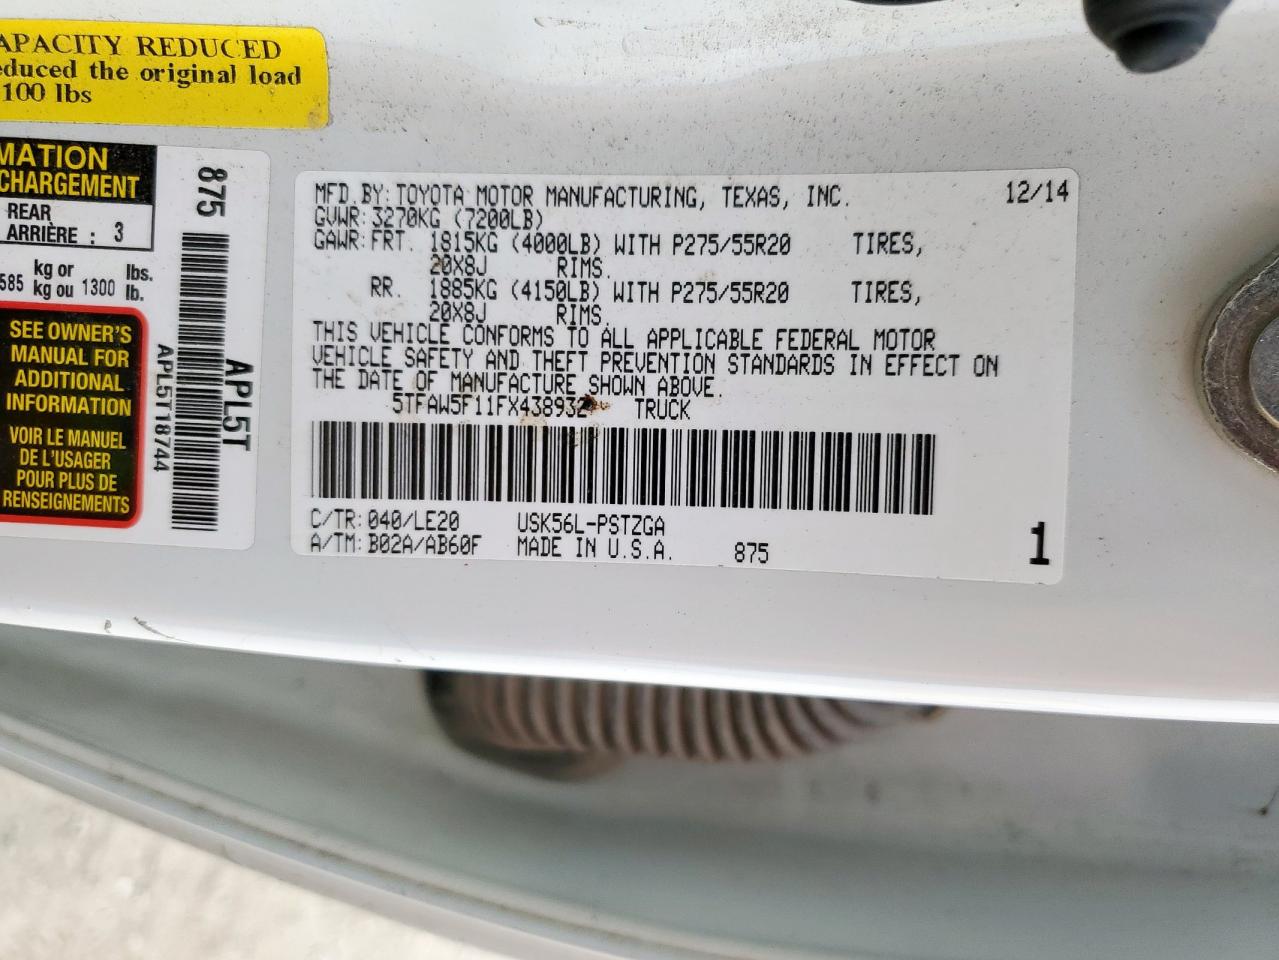 APACITY REDUCED
educed the original load
100 lbs
MATION
CHARGEMENT
REAR
ARRIÈRE : 3
585 kg or
kg ou 1300 lbs.
lb.
SEE OWNER'S
MANUAL FOR
ADDITIONAL
INFORMATION
VOIR LE MANUEL
DE L'USAGER
POUR PLUS DE
RENSEIGNEMENTS
875
APL5T
APL5T18744
MFD. BY: TOYOTA MOTOR MANUFACTURING, TEXAS, INC. 12/14
GVWR: 3270KG (7200LB)
GAWR: FRT. 1815KG (4000LB) WITH P275/55R20 TIRES,
20X8J RIMS.
RR. 1885KG (4150LB) WITH P275/55R20 TIRES,
20X8J RIMS.
THIS VEHICLE CONFORMS TO ALL APPLICABLE FEDERAL MOTOR
VEHICLE SAFETY AND THEFT PREVENTION STANDARDS IN EFFECT ON
THE DATE OF MANUFACTURE SHOWN ABOVE.
5TFAW5F11FX438932 TRUCK
C/TR: 040/LE20 USK56L-PSTZGA
A/TM: B02A/AB60F MADE IN U.S.A. 875
1